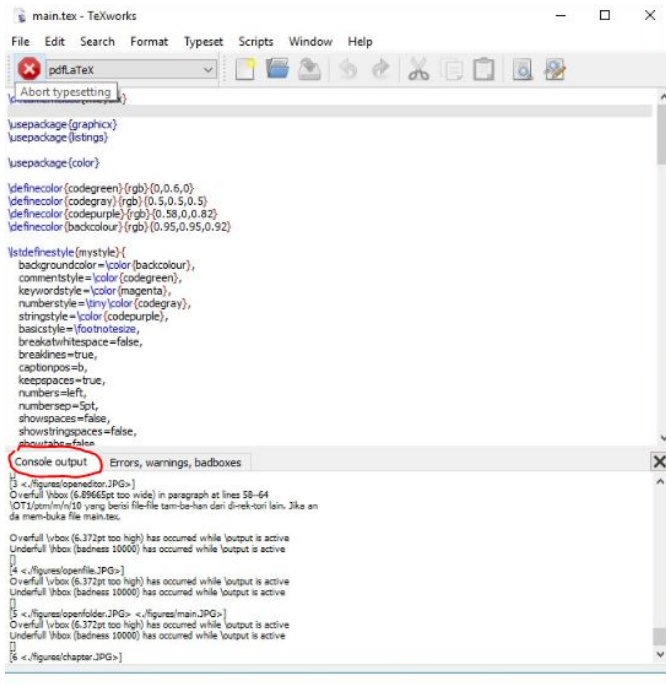 main.tex - TeXworks
File Edit Search Format Typeset Scripts Window Help
pdfLaTeX
Abort typesetting
\usepackage{graphicx}
\usepackage{listings}
\usepackage{color}
\definecolor{codegreen}{rgb}{0,0.6,0}
\definecolor{codegray}{rgb}{0.5,0.5,0.5}
\definecolor{codepurple}{rgb}{0.58,0,0.82}
\definecolor{backcolour}{rgb}{0.95,0.95,0.92}
\lstdefinestyle{mystyle}{
backgroundcolor=\color{backcolour},
commentstyle=\color{codegreen},
keywordstyle=\color{magenta},
numberstyle=\tiny\color{codegray},
stringstyle=\color{codepurple},
basicstyle=\footnotesize,
breakatwhitespace=false,
breaklines=true,
captionpos=b,
keepspaces=true,
numbers=left,
numbersep=5pt,
showspaces=false,
showstringspaces=false,
showtabs=false
Console output Errors, warnings, badboxes
[]
[3 <./figures/openeditor.JPG>]
Overfull \hbox (6.89665pt too wide) in paragraph at lines 58--64
\OT1/ptm/m/n/10 yang berisi file-file tam-ba-han dari di-rek-tori lain. Jika an
da mem-buka file main.tex.
Overfull \vbox (6.372pt too high) has occurred while \output is active
Underfull \hbox (badness 10000) has occurred while \output is active
[]
[4 <./figures/openfile.JPG>]
Overfull \vbox (6.372pt too high) has occurred while \output is active
Underfull \hbox (badness 10000) has occurred while \output is active
[]
[5 <./figures/openfolder.JPG> <./figures/main.JPG>]
Overfull \vbox (6.372pt too high) has occurred while \output is active
Underfull \hbox (badness 10000) has occurred while \output is active
[]
[6 <./figures/chapter.JPG>]